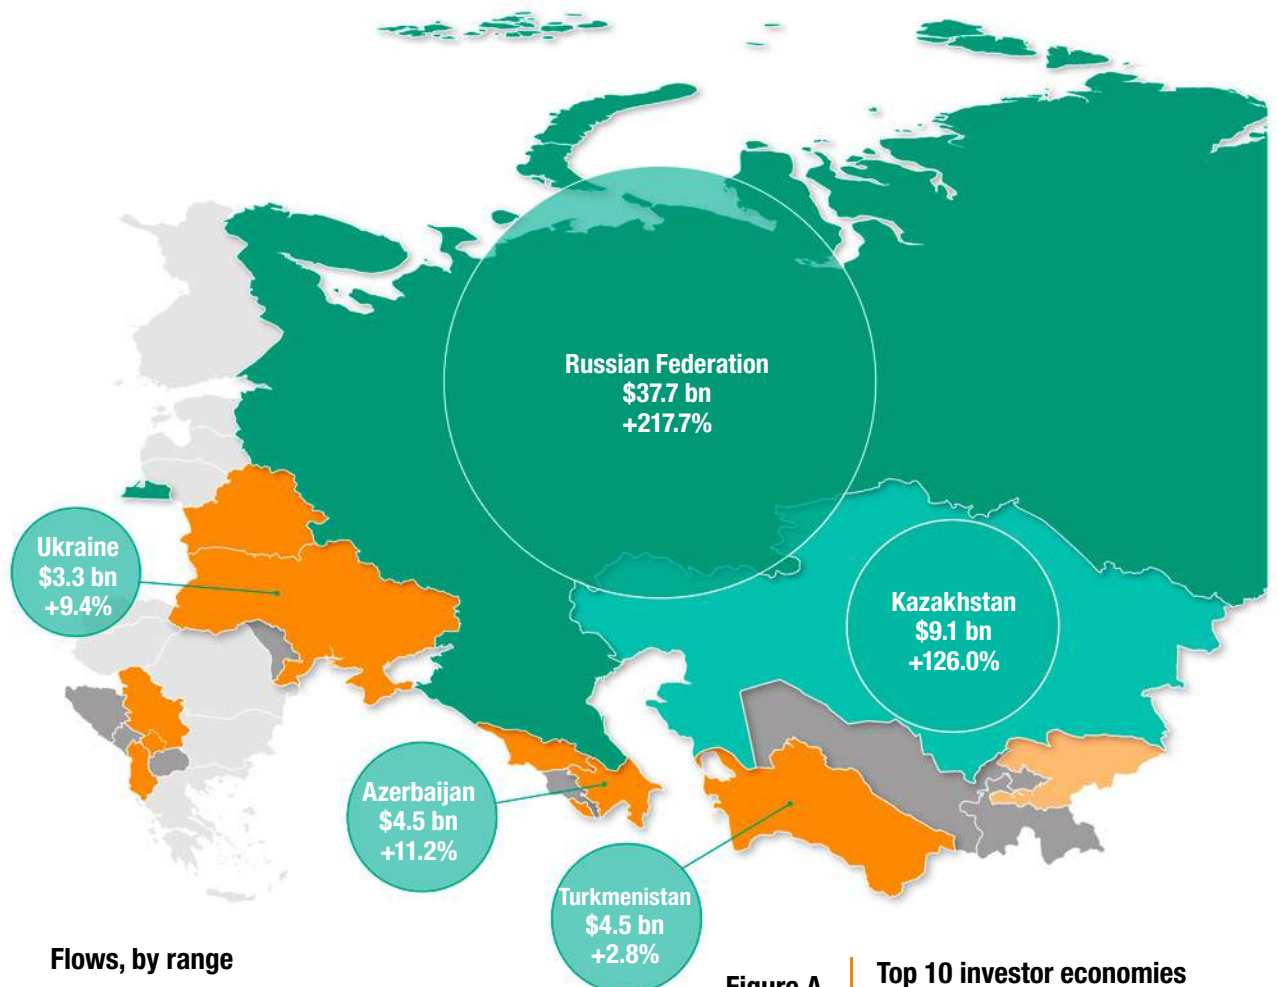 Russian Federation
$37.7 bn
+217.7%
Ukraine
$3.3 bn
+9.4%
Kazakhstan
$9.1 bn
+126.0%
Azerbaijan
$4.5 bn
+11.2%
Turkmenistan
$4.5 bn
+2.8%
Flows, by range
Figure A
Top 10 investor economies